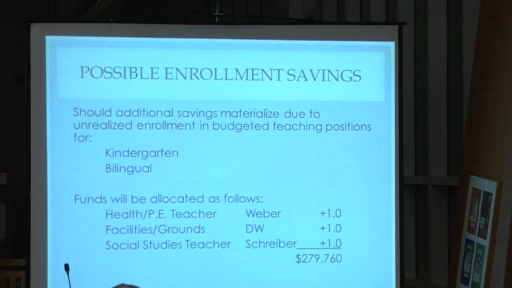 POSSIBLE ENROLLMENT SAVINGS
Should additional savings materialize due to
unrealized enrollment in budgeted teaching positions
for:
Kindergarten
Bilingual
Funds will be allocated as follows:
Health/P.E. Teacher Weber +1.0
Facilities/Grounds DW +1.0
Social Studies Teacher Schreiber +1.0
$279,760